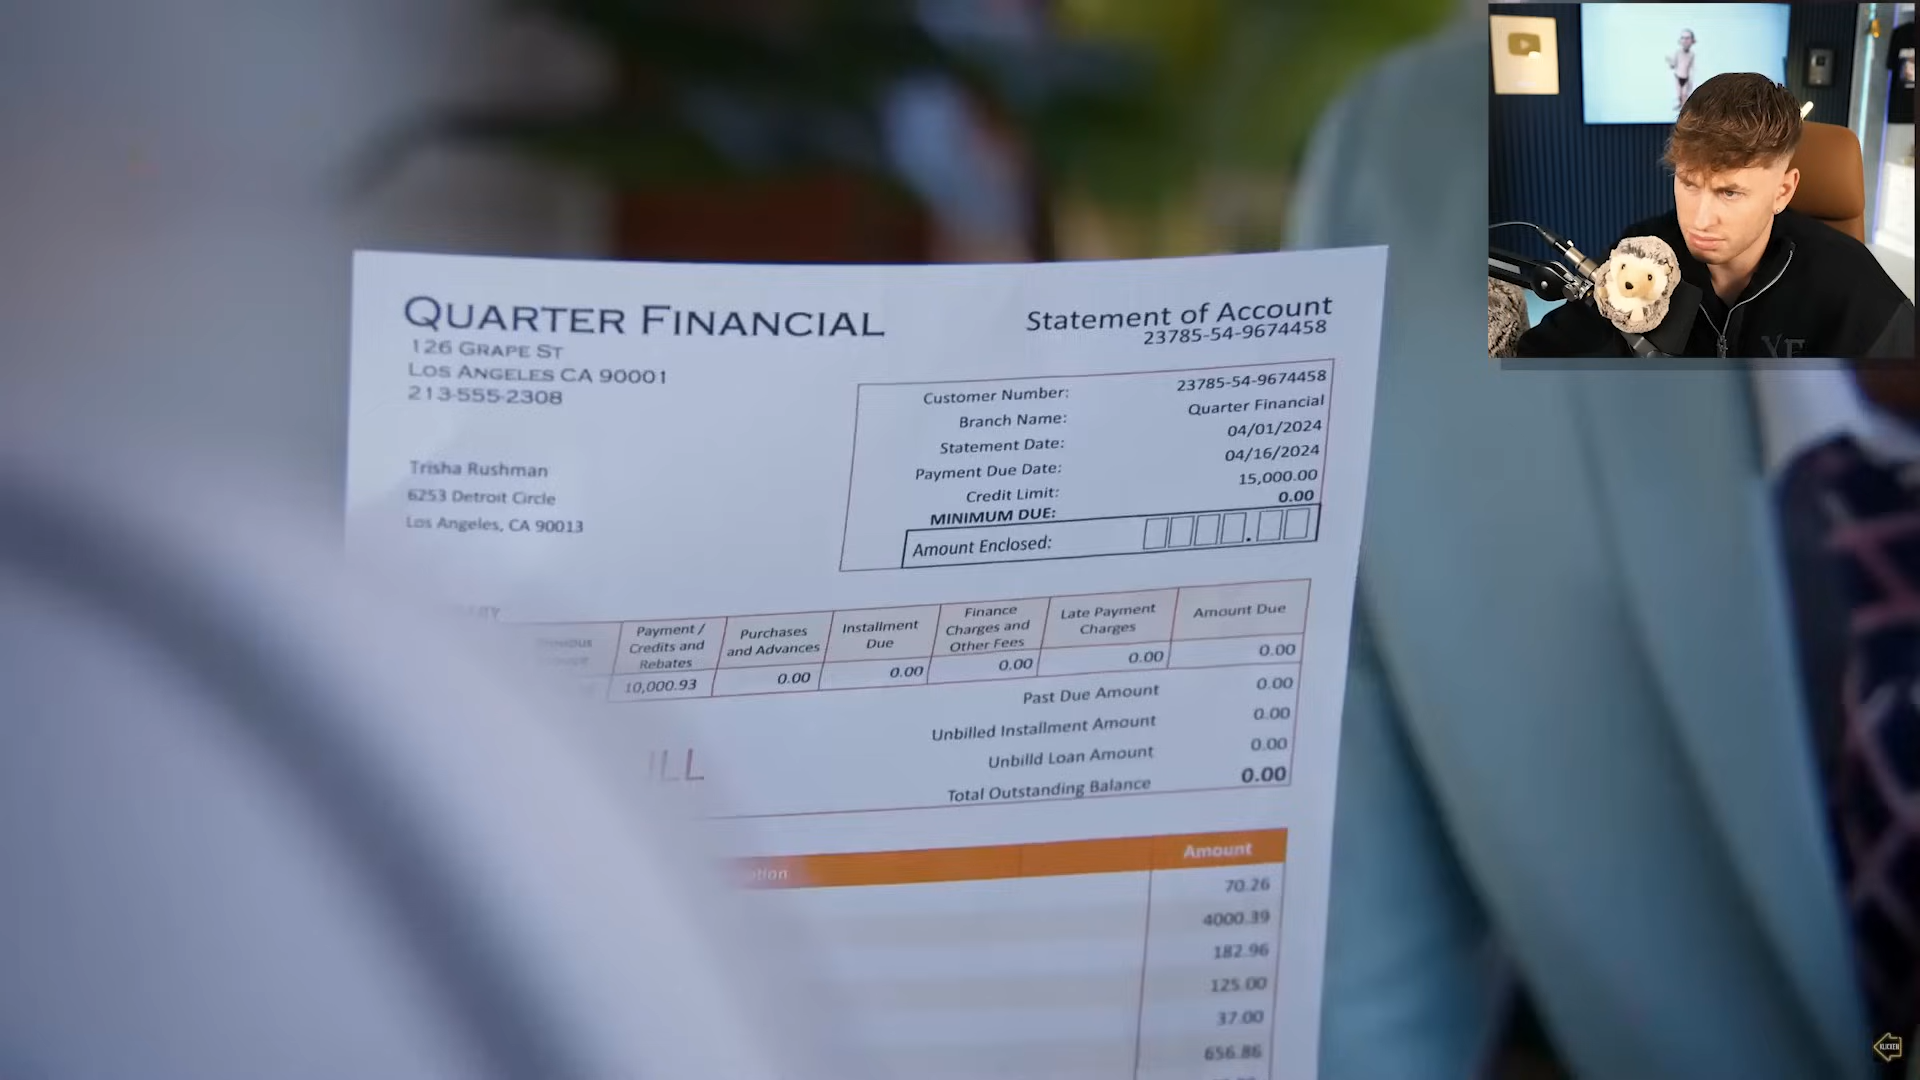 QUARTER FINANCIAL
126 GRAPE ST
LOS ANGELES CA 90001
213-555-2308
Statement of Account
23785-54-9674458
Trisha Rushman
6253 Detroit Circle
Los Angeles, CA 90013
Customer Number: 23785-54-9674458
Branch Name: Quarter Financial
Statement Date: 04/01/2024
Payment Due Date: 04/16/2024
Credit Limit: 15,000.00
MINIMUM DUE: 0.00
Amount Enclosed:
Payment / Credits and Rebates
Purchases and Advances
Installment Due
Finance Charges and Other Fees
Late Payment Charges
Amount Due
10,000.93 0.00 0.00 0.00 0.00 0.00
Past Due Amount 0.00
Unbilled Installment Amount 0.00
Unbilld Loan Amount 0.00
Total Outstanding Balance 0.00
Amount
70.26
4000.39
182.96
125.00
37.00
656.86
KLICKEN